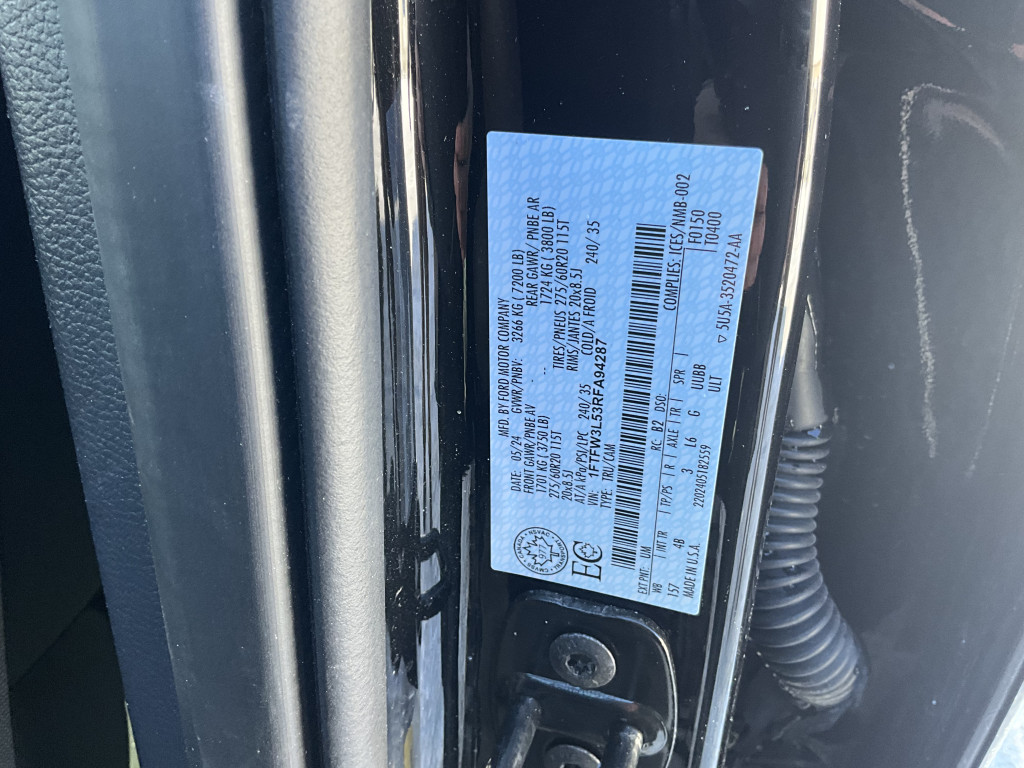 MFD. BY FORD MOTOR COMPANY
DATE: 05/24 GVWR/PNBV: 3266 KG ( 7200 LB)
FRONT GAWR/PNBE AV REAR GAWR/ PNBE AR
1701 KG ( 3750 LB) 1724 KG ( 3800 LB)
275/60R20 115T TIRES/PNEUS 275/60R20 115T
20x8.5J RIMS/JANTES 20x8.5J
AT/A kPa/PSI/LPC 240/ 35 COLD/A FROID 240/ 35
VIN: 1FTFW3L53RFA94287
TYPE: TRU/CAM
EC
EXT PNT: UM RC: B2 DSO: COMPLIES: ICES/NMB-002
WB | INT TR | TP/PS | R | AXLE | TR | SPR | F0150
157 4B 3 L6 G UUBB T0400
MADE IN U.S.A. 2202405182559 ULT
▽ 5U5A-3520472-AA